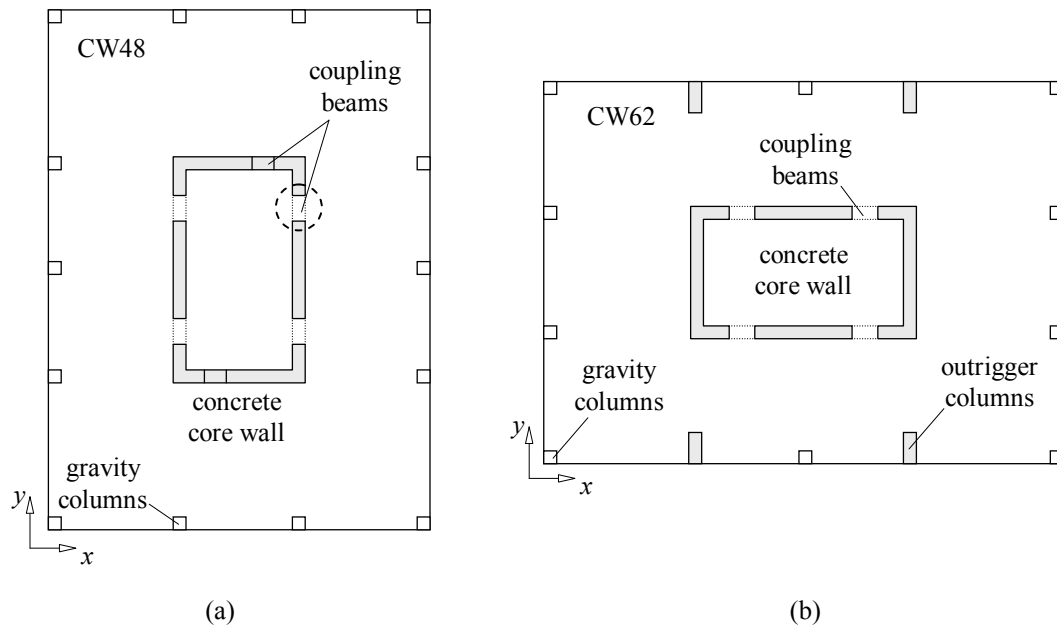 CW48
coupling
beams
concrete
core wall
gravity
columns
y
x
(a)
CW62
coupling
beams
concrete
core wall
gravity
columns
outrigger
columns
y
x
(b)